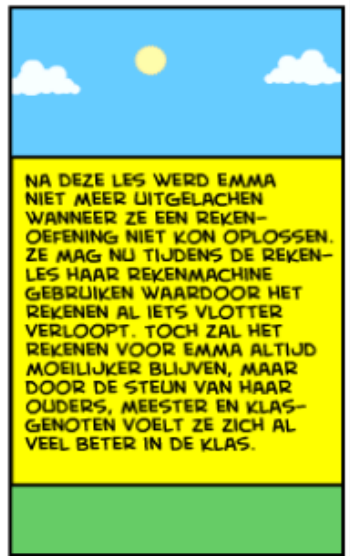 NA DEZE LES WERD EMMA
NIET MEER UITGELACHEN
WANNEER ZE EEN REKEN-
OEFENING NIET KON OPLOSSEN.
ZE MAG NU TIJDENS DE REKEN-
LES HAAR REKENMACHINE
GEBRUIKEN WAARDOOR HET
REKENEN AL IETS VLOTTER
VERLOOPT. TOCH ZAL HET
REKENEN VOOR EMMA ALTIJD
MOEILIJKER BLIJVEN, MAAR
DOOR DE STEUN VAN HAAR
OUDERS, MEESTER EN KLAS-
GENOTEN VOELT ZE ZICH AL
VEEL BETER IN DE KLAS.